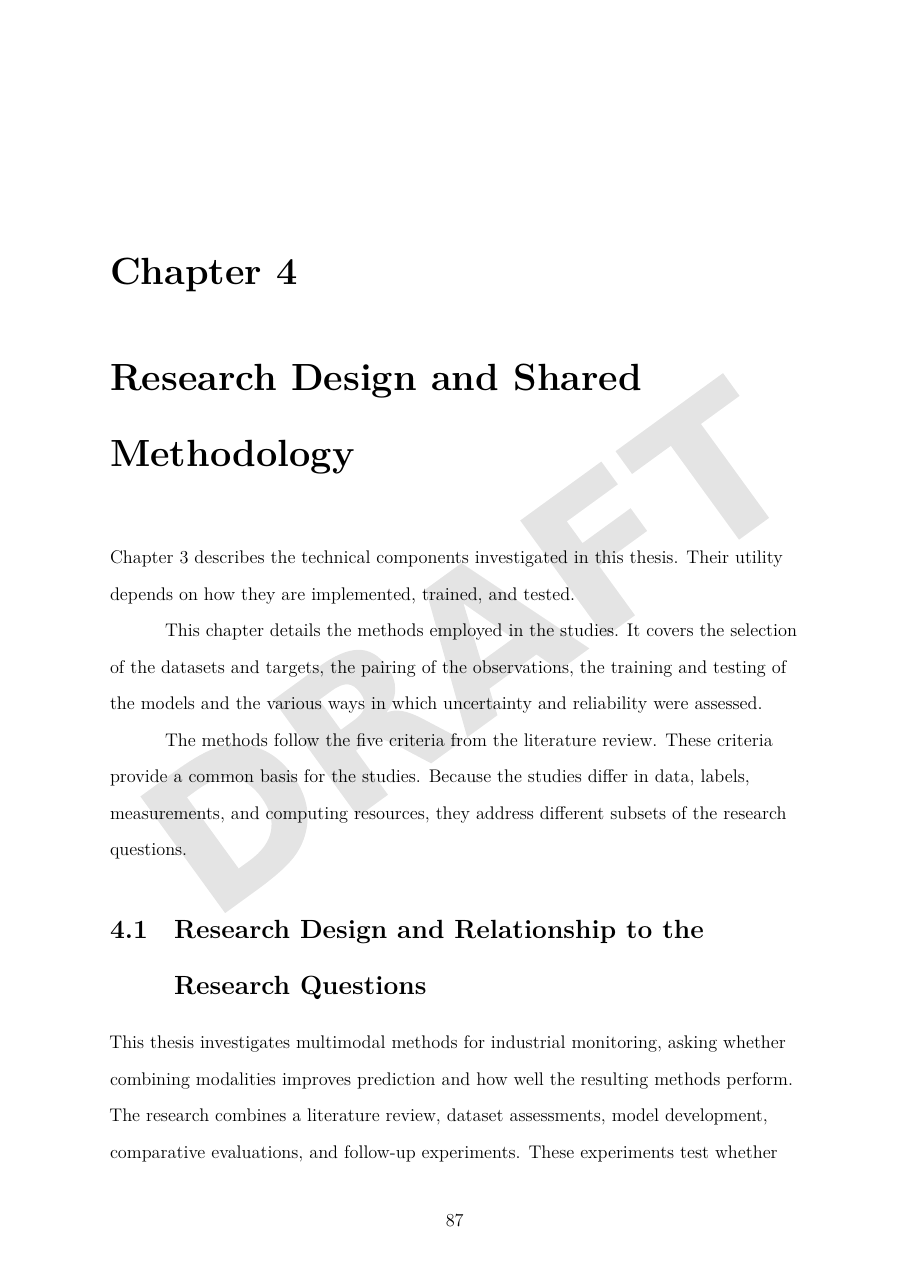 Chapter 4
Research Design and Shared
Methodology
Chapter 3 describes the technical components investigated in this thesis. Their utility
depends on how they are implemented, trained, and tested.
This chapter details the methods employed in the studies. It covers the selection
of the datasets and targets, the pairing of the observations, the training and testing of
the models and the various ways in which uncertainty and reliability were assessed.
The methods follow the five criteria from the literature review. These criteria
provide a common basis for the studies. Because the studies differ in data, labels,
measurements, and computing resources, they address different subsets of the research
questions.
4.1 Research Design and Relationship to the
Research Questions
This thesis investigates multimodal methods for industrial monitoring, asking whether
combining modalities improves prediction and how well the resulting methods perform.
The research combines a literature review, dataset assessments, model development,
comparative evaluations, and follow-up experiments. These experiments test whether
87
DRAFT